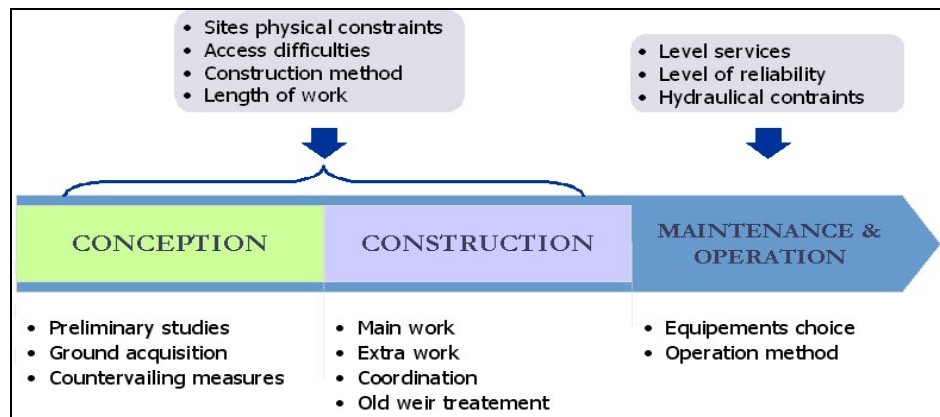 • Sites physical constraints
• Access difficulties
• Construction method
• Length of work
• Level services
• Level of reliability
• Hydraulical contraints
CONCEPTION
CONSTRUCTION
MAINTENANCE &
OPERATION
• Preliminary studies
• Ground acquisition
• Countervailing measures
• Main work
• Extra work
• Coordination
• Old weir treatement
• Equipements choice
• Operation method